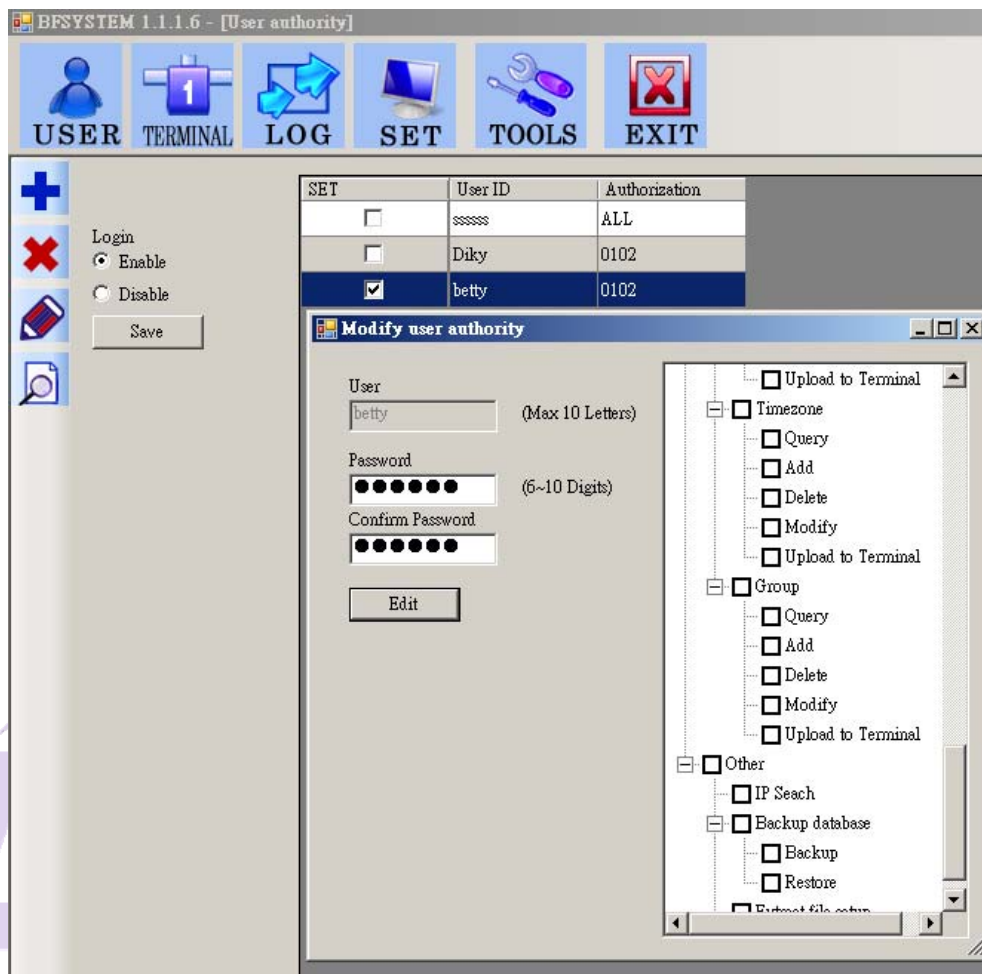 BFSYSTEM 1.1.1.6 - [User authority]
USER
1
TERMINAL
LOG
SET
TOOLS
EXIT
Login
Enable
Disable
Save
SET User ID Authorization
ssssss ALL
Diky 0102
betty 0102
Modify user authority
User
betty (Max 10 Letters)
Password
(6~10 Digits)
Confirm Password
Edit
Upload to Terminal
Timezone
Query
Add
Delete
Modify
Upload to Terminal
Group
Query
Add
Delete
Modify
Upload to Terminal
Other
IP Seach
Backup database
Backup
Restore